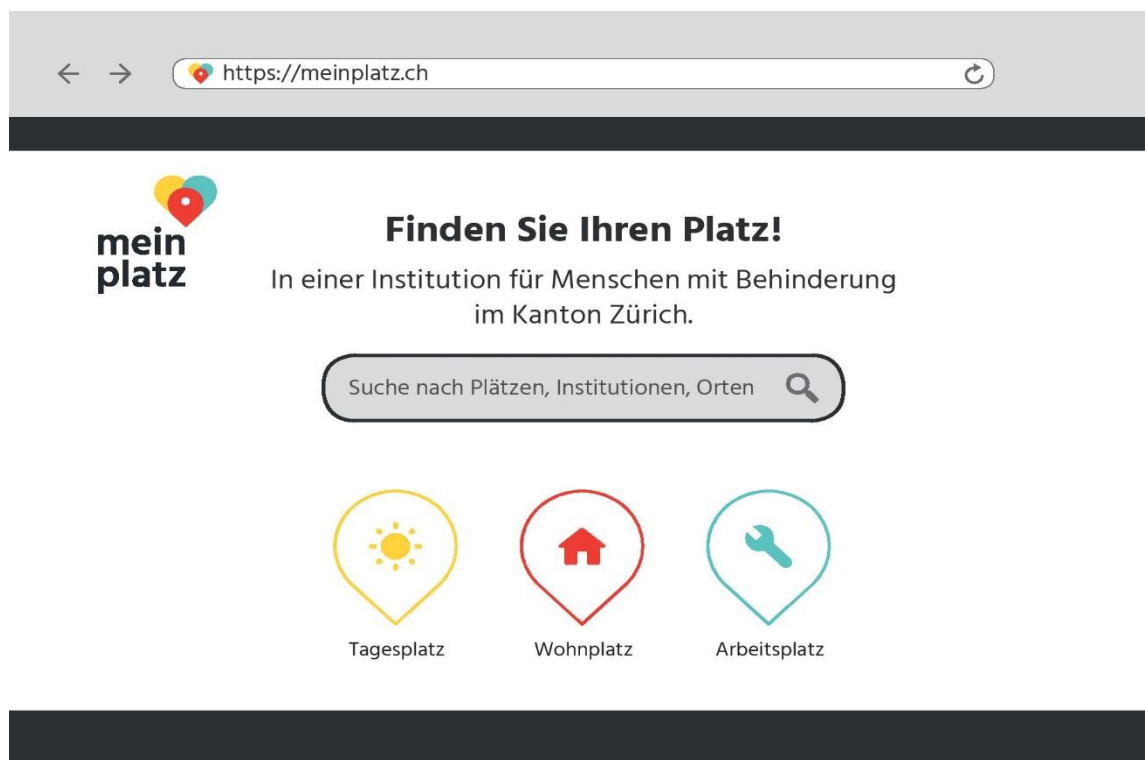 https://meinplatz.ch
mein
platz
Finden Sie Ihren Platz!
In einer Institution für Menschen mit Behinderung
im Kanton Zürich.
Suche nach Plätzen, Institutionen, Orten
Tagesplatz
Wohnplatz
Arbeitsplatz